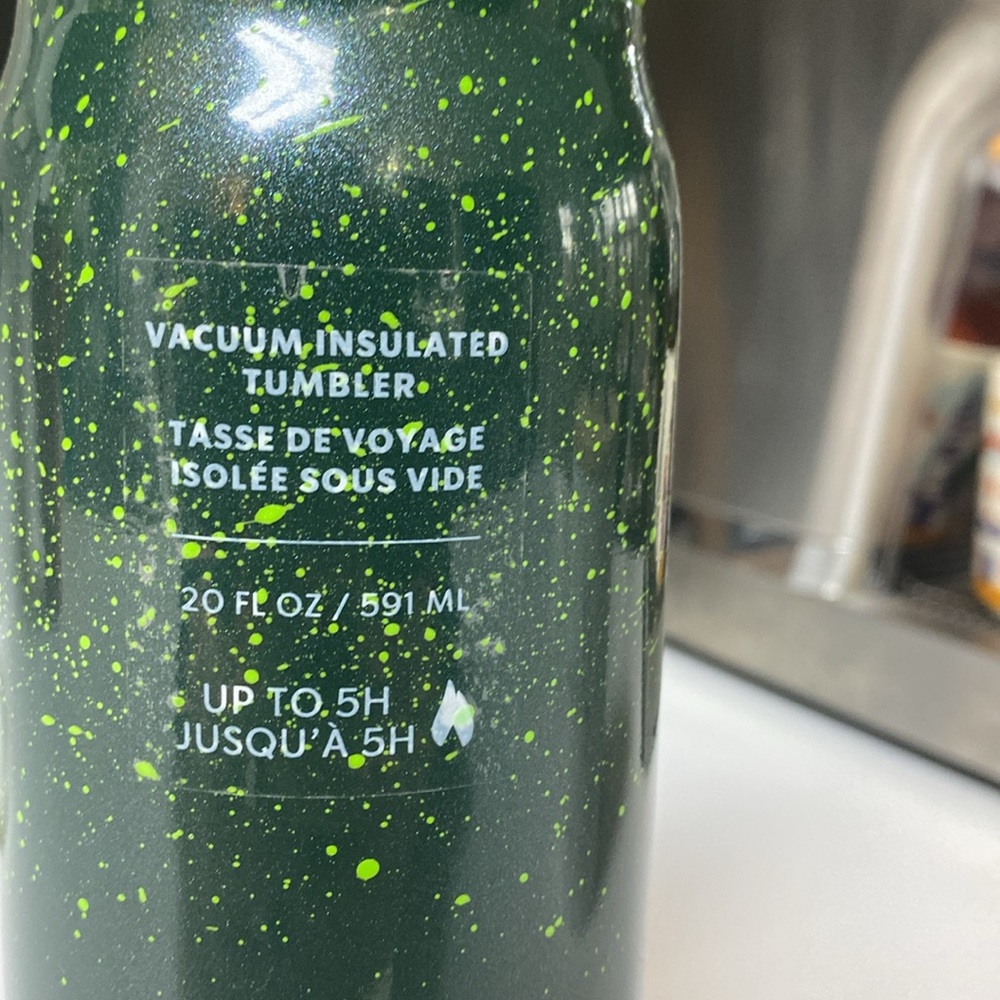 VACUUM INSULATED
TUMBLER
TASSE DE VOYAGE
ISOLÉE SOUS VIDE
20 FL OZ / 591 ML
UP TO 5H
JUSQU'À 5H